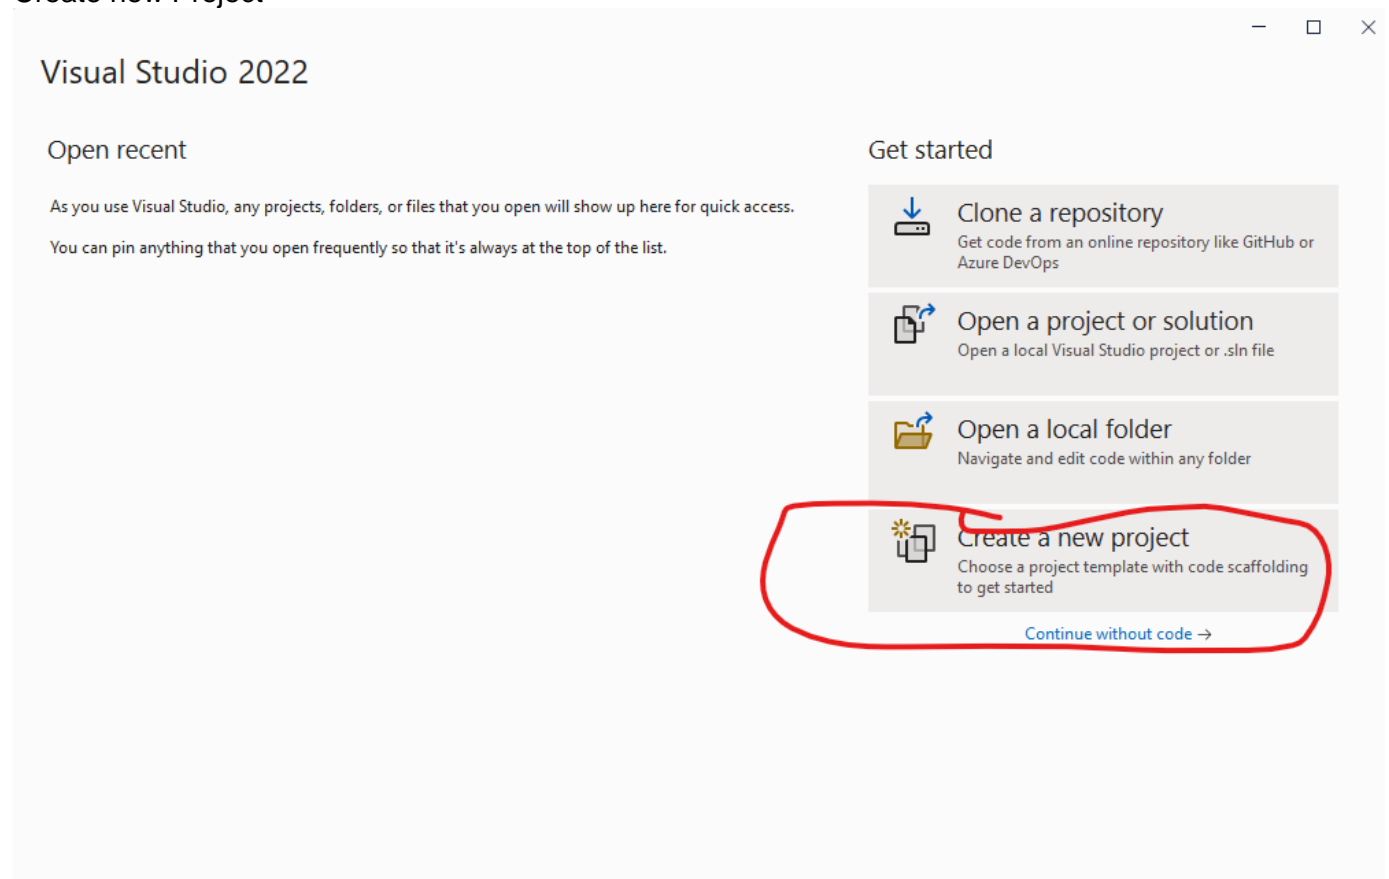 Create new Project
Visual Studio 2022
Open recent
As you use Visual Studio, any projects, folders, or files that you open will show up here for quick access.
You can pin anything that you open frequently so that it's always at the top of the list.
Get started
Clone a repository
Get code from an online repository like GitHub or
Azure DevOps
Open a project or solution
Open a local Visual Studio project or .sln file
Open a local folder
Navigate and edit code within any folder
Create a new project
Choose a project template with code scaffolding
to get started
Continue without code →